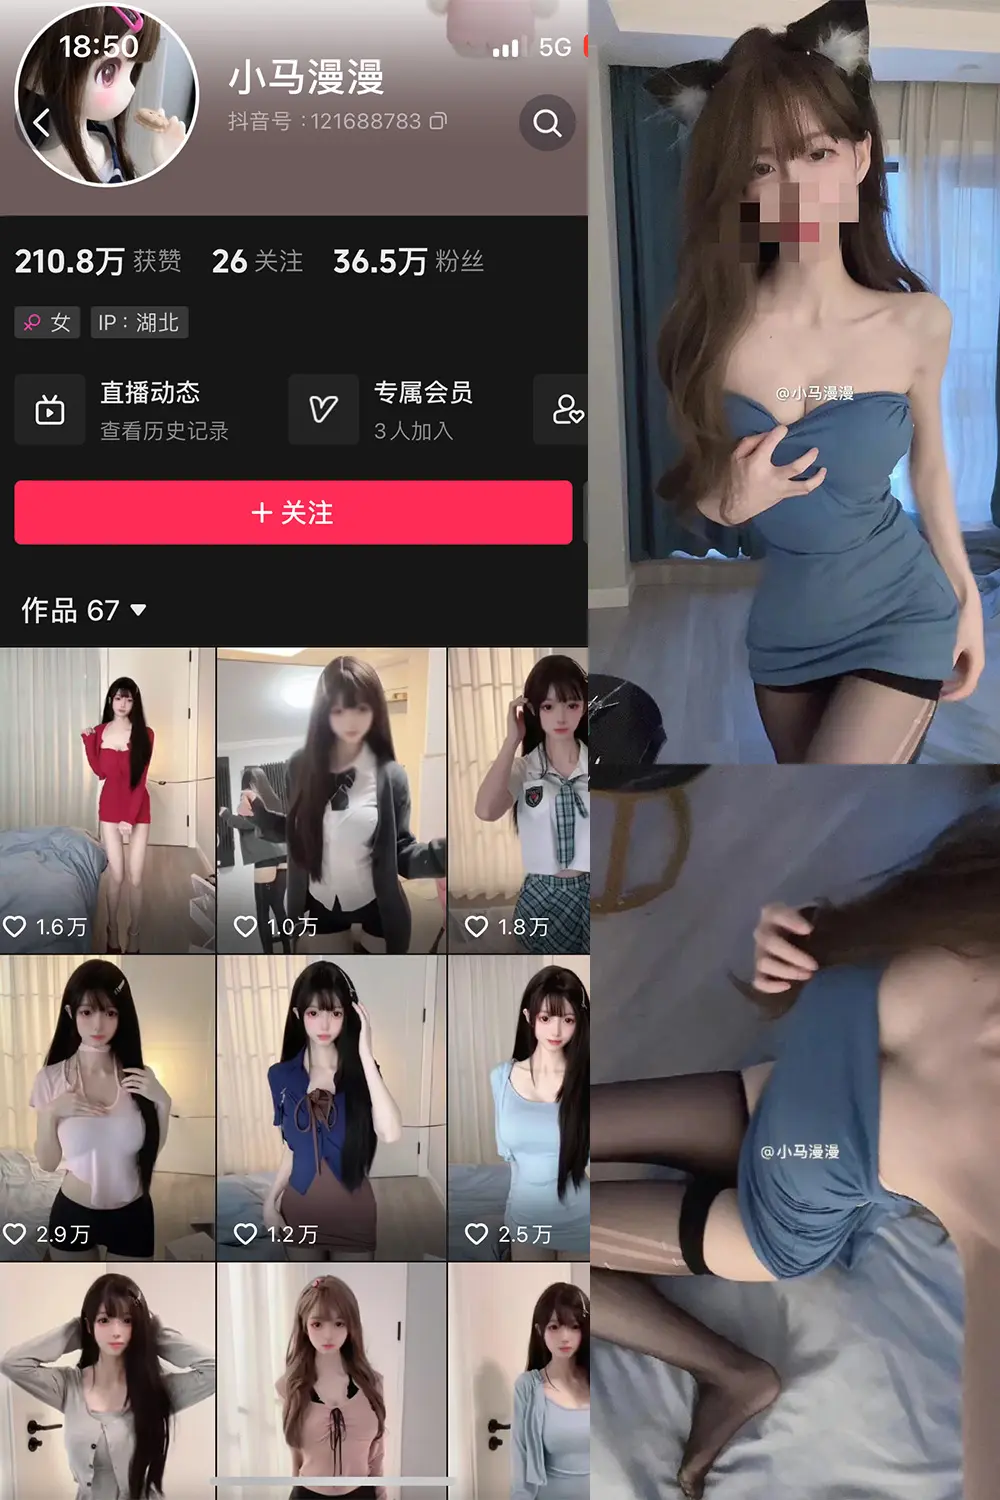 18:50
5G
小马漫漫
抖音号：121688783
210.8万 获赞
26 关注
36.5万 粉丝
女
IP：湖北
直播动态
查看历史记录
专属会员
3人加入
+ 关注
作品 67
1.6万
1.0万
1.8万
2.9万
1.2万
2.5万
@小马漫漫
@小马漫漫